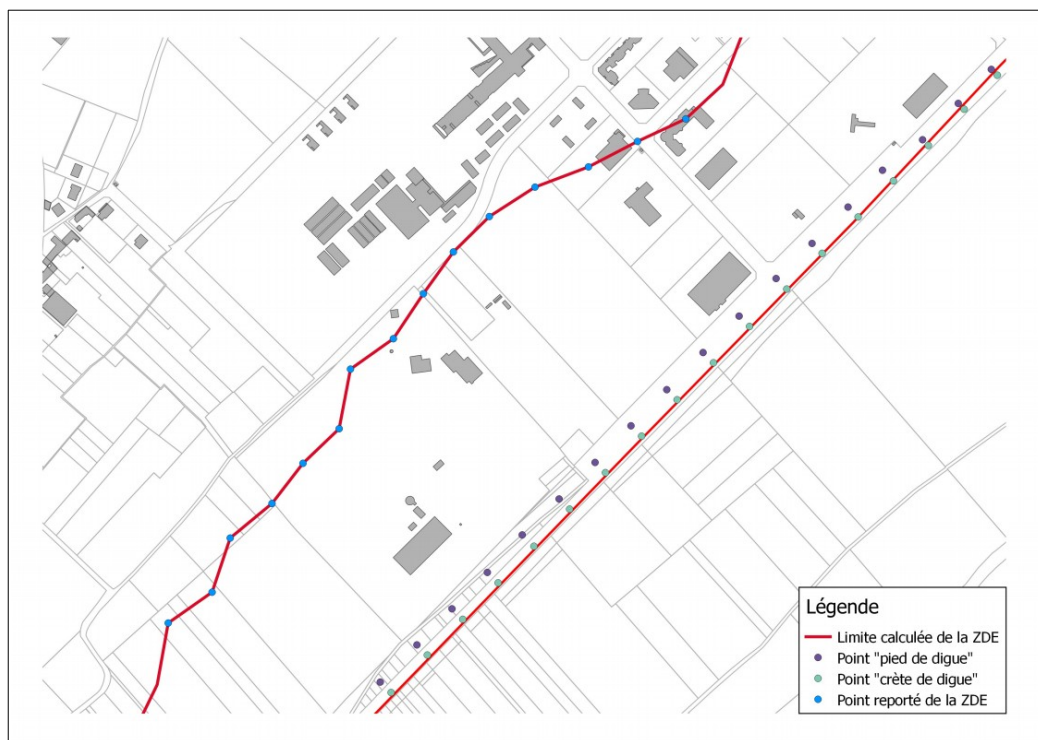 Légende
Limite calculée de la ZDE
Point "pied de digue"
Point "crète de digue"
Point reporté de la ZDE